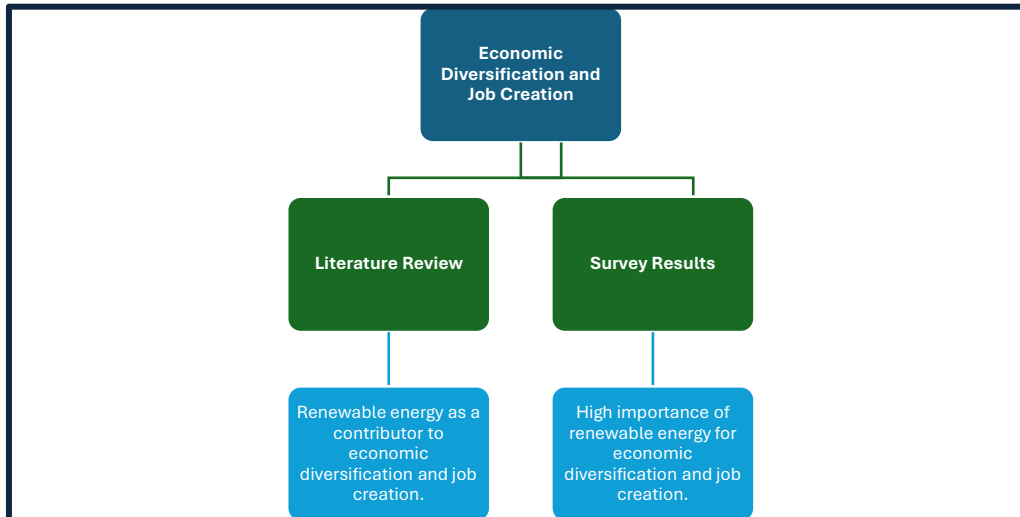 Economic
Diversification and
Job Creation
Literature Review
Survey Results
Renewable energy as a
contributor to
economic
diversification and job
creation.
High importance of
renewable energy for
economic
diversification and job
creation.